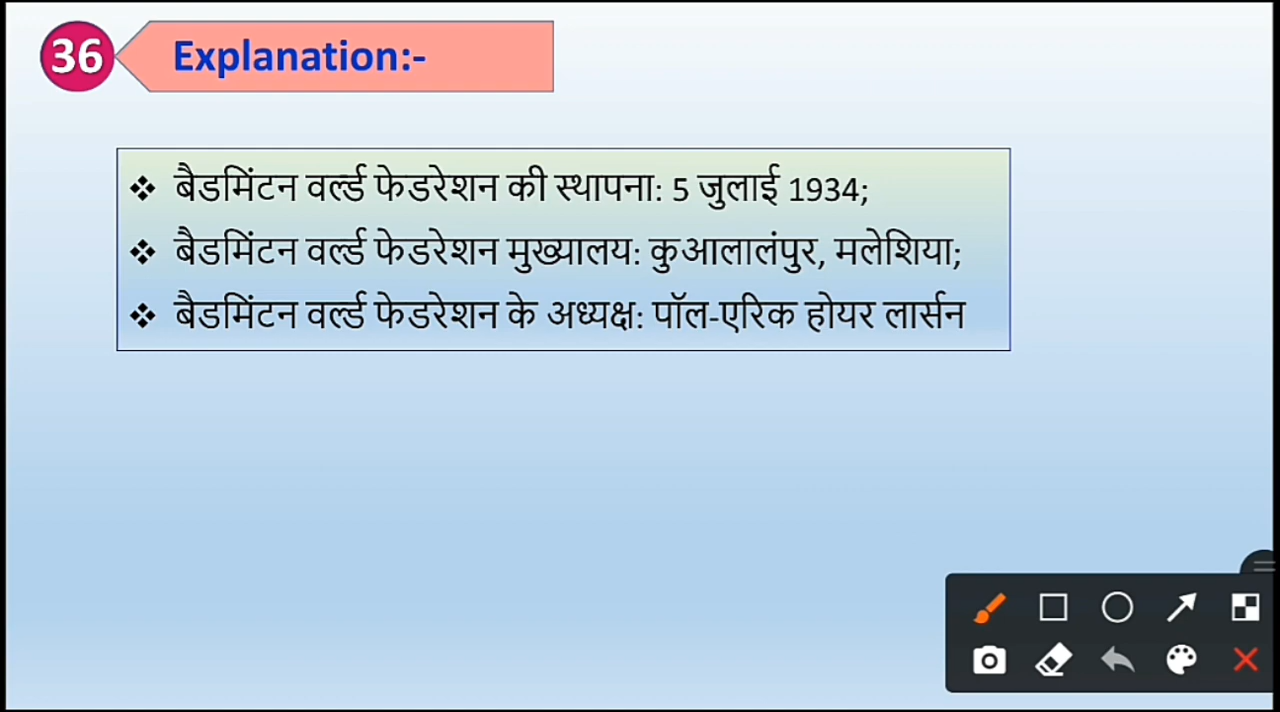 36 Explanation:-
❖ बैडमिंटन वर्ल्ड फेडरेशन की स्थापना: 5 जुलाई 1934;
❖ बैडमिंटन वर्ल्ड फेडरेशन मुख्यालय: कुआलालंपुर, मलेशिया;
❖ बैडमिंटन वर्ल्ड फेडरेशन के अध्यक्ष: पॉल-एरिक होयर लार्सन